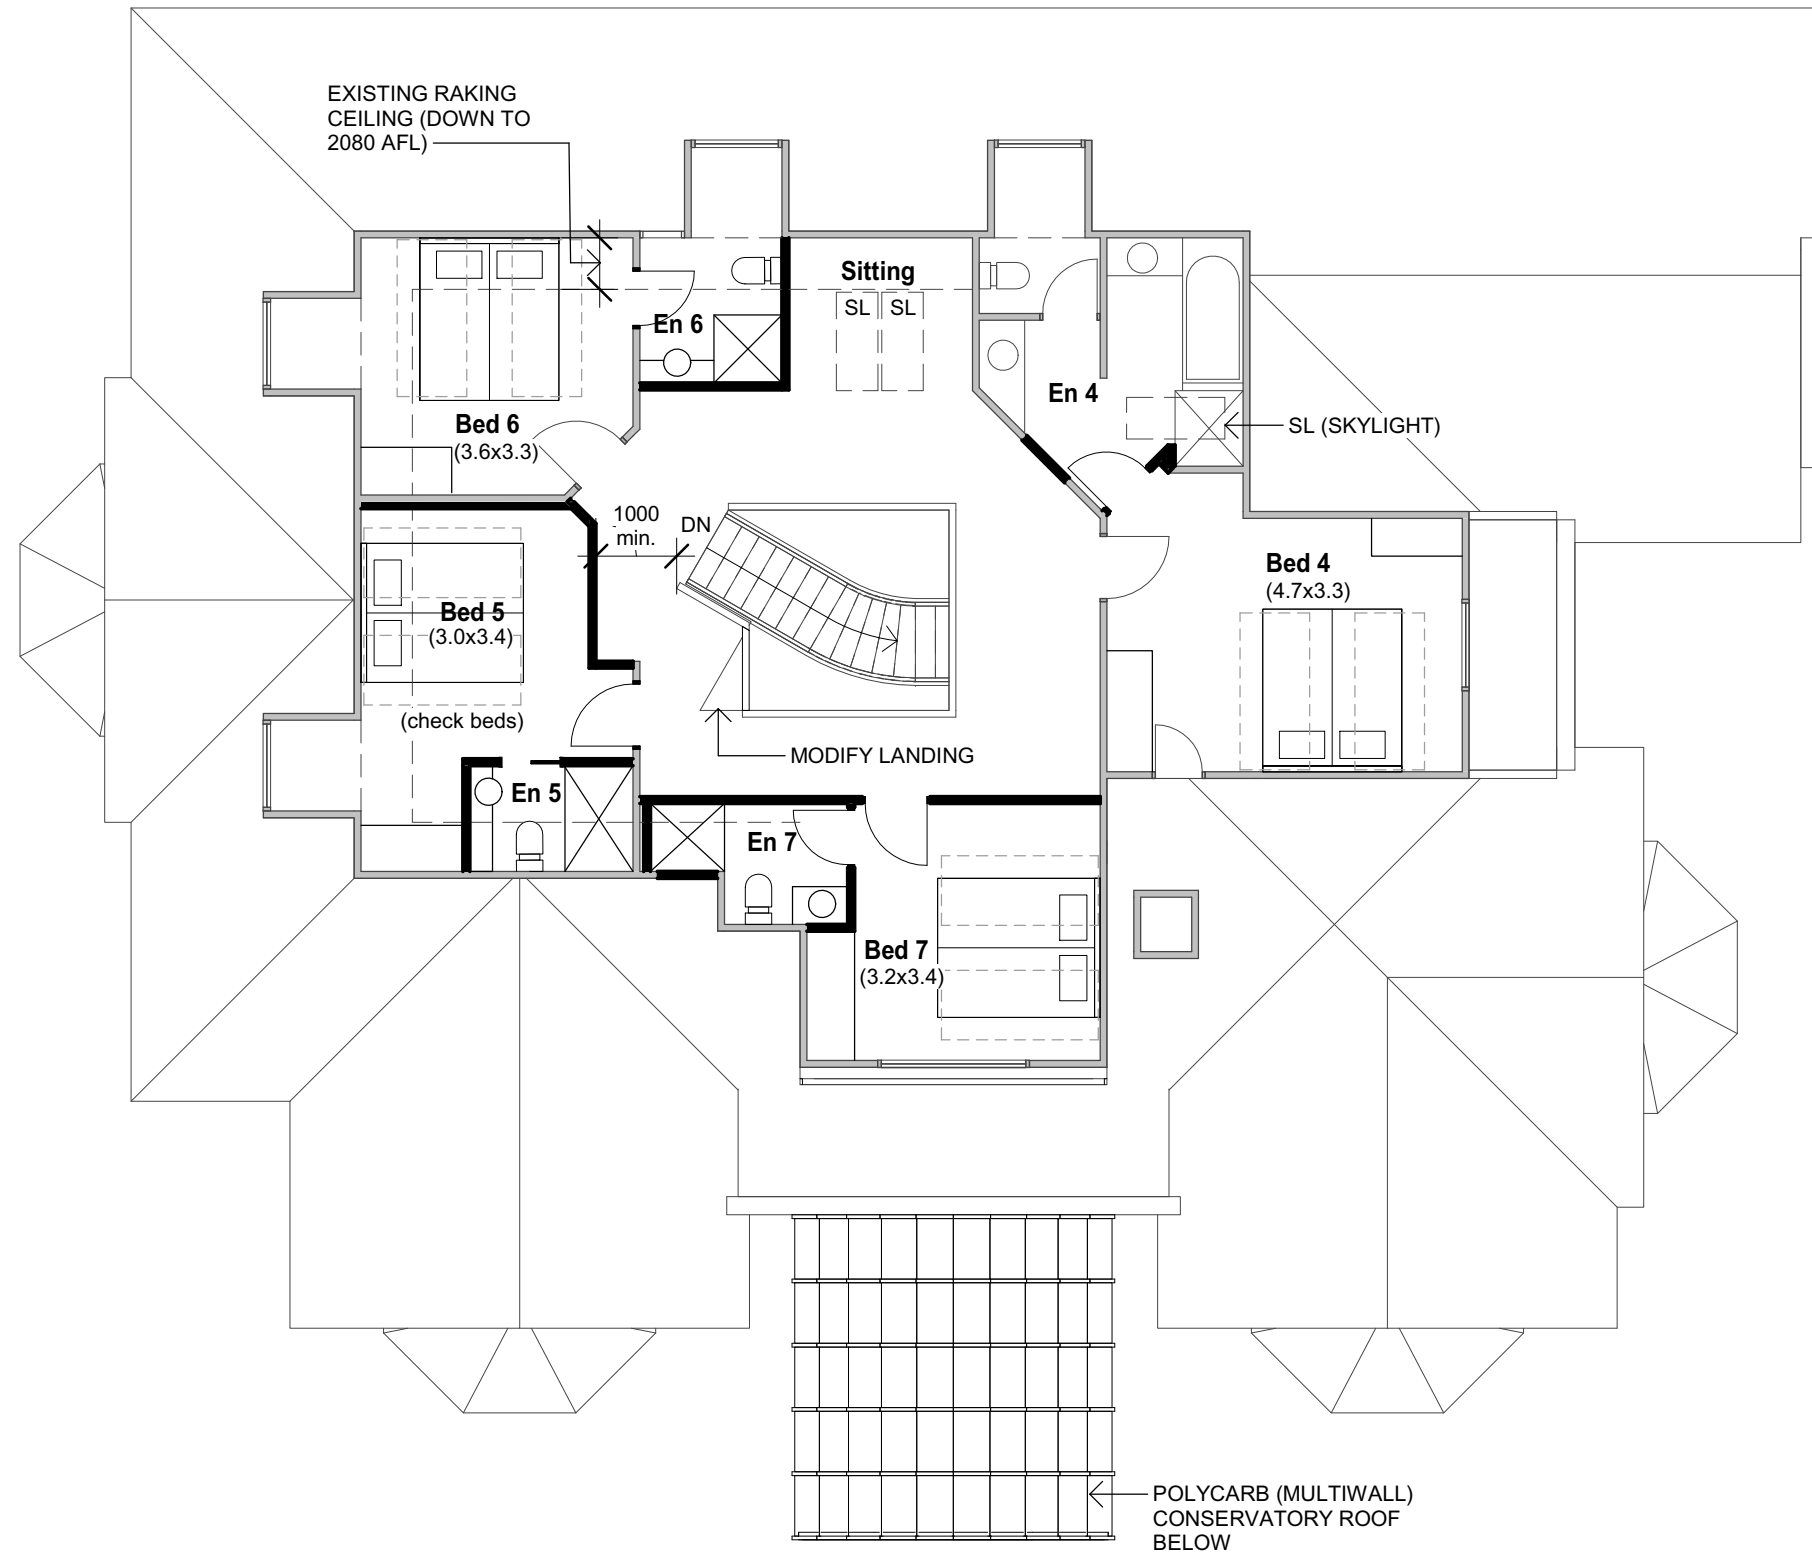 EXISTING RAKING
CEILING (DOWN TO
2080 AFL)
Sitting
SL SL
En 6
En 4
SL (SKYLIGHT)
Bed 6
(3.6x3.3)
1000
min.
DN
Bed 4
(4.7x3.3)
Bed 5
(3.0x3.4)
(check beds)
MODIFY LANDING
En 5
En 7
Bed 7
(3.2x3.4)
POLYCARB (MULTIWALL)
CONSERVATORY ROOF
BELOW